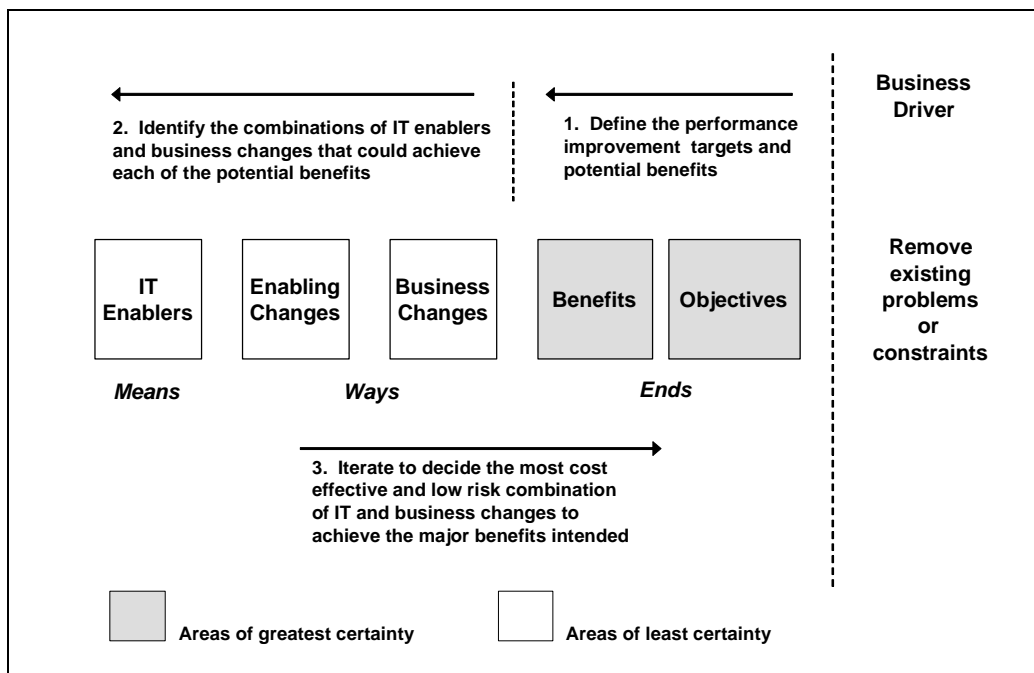 Business
Driver
2. Identify the combinations of IT enablers
and business changes that could achieve
each of the potential benefits
1. Define the performance
improvement targets and
potential benefits
IT
Enablers
Enabling
Changes
Business
Changes
Benefits
Objectives
Remove
existing
problems
or
constraints
Means
Ways
Ends
3. Iterate to decide the most cost
effective and low risk combination
of IT and business changes to
achieve the major benefits intended
Areas of greatest certainty
Areas of least certainty